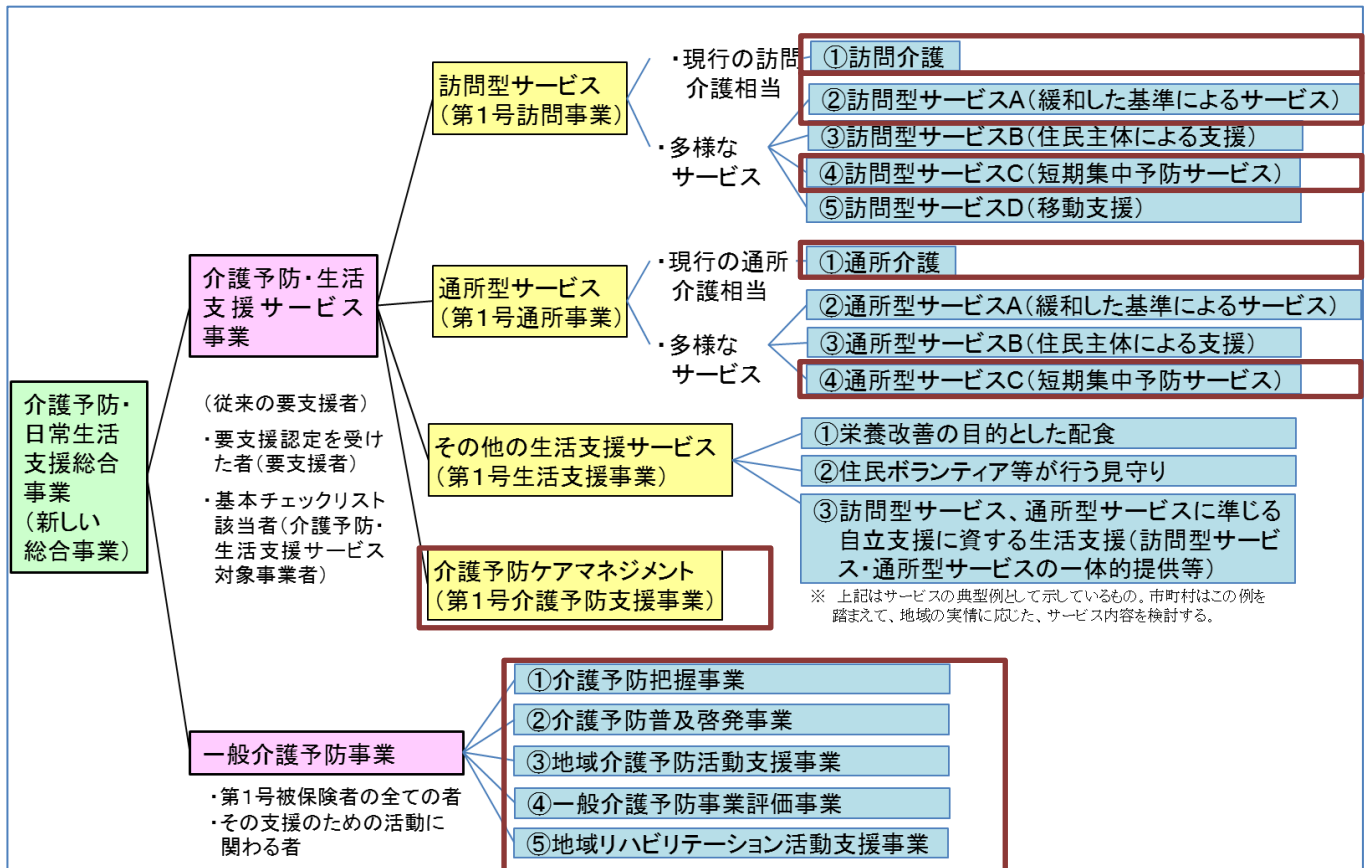 介護予防・
日常生活
支援総合
事業
(新しい
総合事業)
介護予防・生活
支援サービス
事業
(従来の要支援者)
・要支援認定を受け
た者(要支援者)
・基本チェックリスト
該当者(介護予防・
生活支援サービス
対象事業者)
訪問型サービス
(第1号訪問事業)
・現行の訪問
介護相当
①訪問介護
・多様な
サービス
②訪問型サービスA(緩和した基準によるサービス)
③訪問型サービスB(住民主体による支援)
④訪問型サービスC(短期集中予防サービス)
⑤訪問型サービスD(移動支援)
通所型サービス
(第1号通所事業)
・現行の通所
介護相当
①通所介護
・多様な
サービス
②通所型サービスA(緩和した基準によるサービス)
③通所型サービスB(住民主体による支援)
④通所型サービスC(短期集中予防サービス)
その他の生活支援サービス
(第1号生活支援事業)
①栄養改善の目的とした配食
②住民ボランティア等が行う見守り
③訪問型サービス、通所型サービスに準じる
自立支援に資する生活支援(訪問型サービ
ス・通所型サービスの一体的提供等)
※ 上記はサービスの典型例として示しているもの。市町村はこの例を
踏まえて、地域の実情に応じた、サービス内容を検討する。
介護予防ケアマネジメント
(第1号介護予防支援事業)
一般介護予防事業
・第1号被保険者の全ての者
・その支援のための活動に
関わる者
①介護予防把握事業
②介護予防普及啓発事業
③地域介護予防活動支援事業
④一般介護予防事業評価事業
⑤地域リハビリテーション活動支援事業